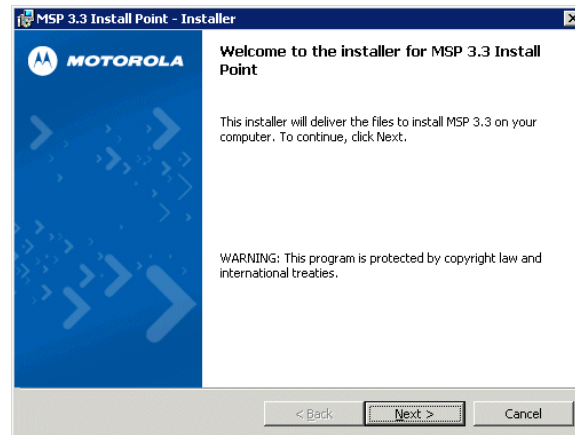 MSP 3.3 Install Point - Installer
MOTOROLA
Welcome to the installer for MSP 3.3 Install
Point
This installer will deliver the files to install MSP 3.3 on your
computer. To continue, click Next.
WARNING: This program is protected by copyright law and
international treaties.
< Back
Next >
Cancel